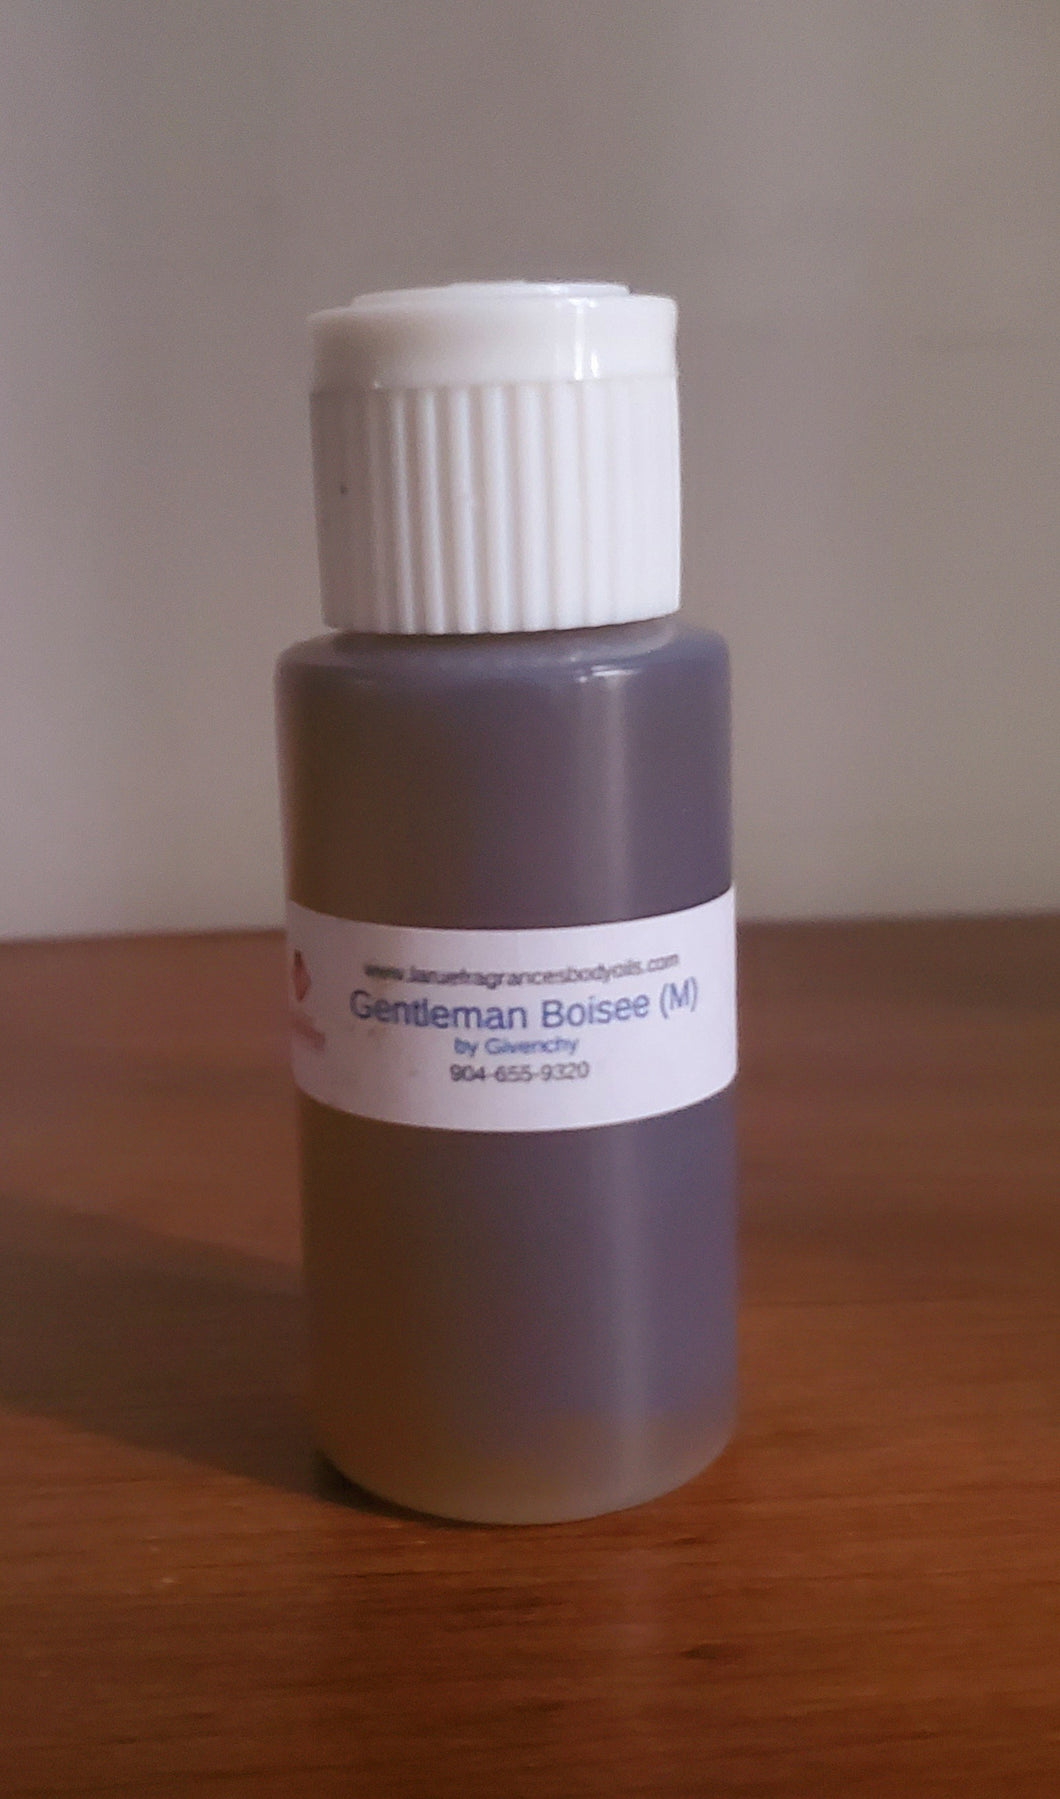 www.laruefragrancesbodyoils.com
Gentleman Boisee (M)
by Givenchy
904-655-9320